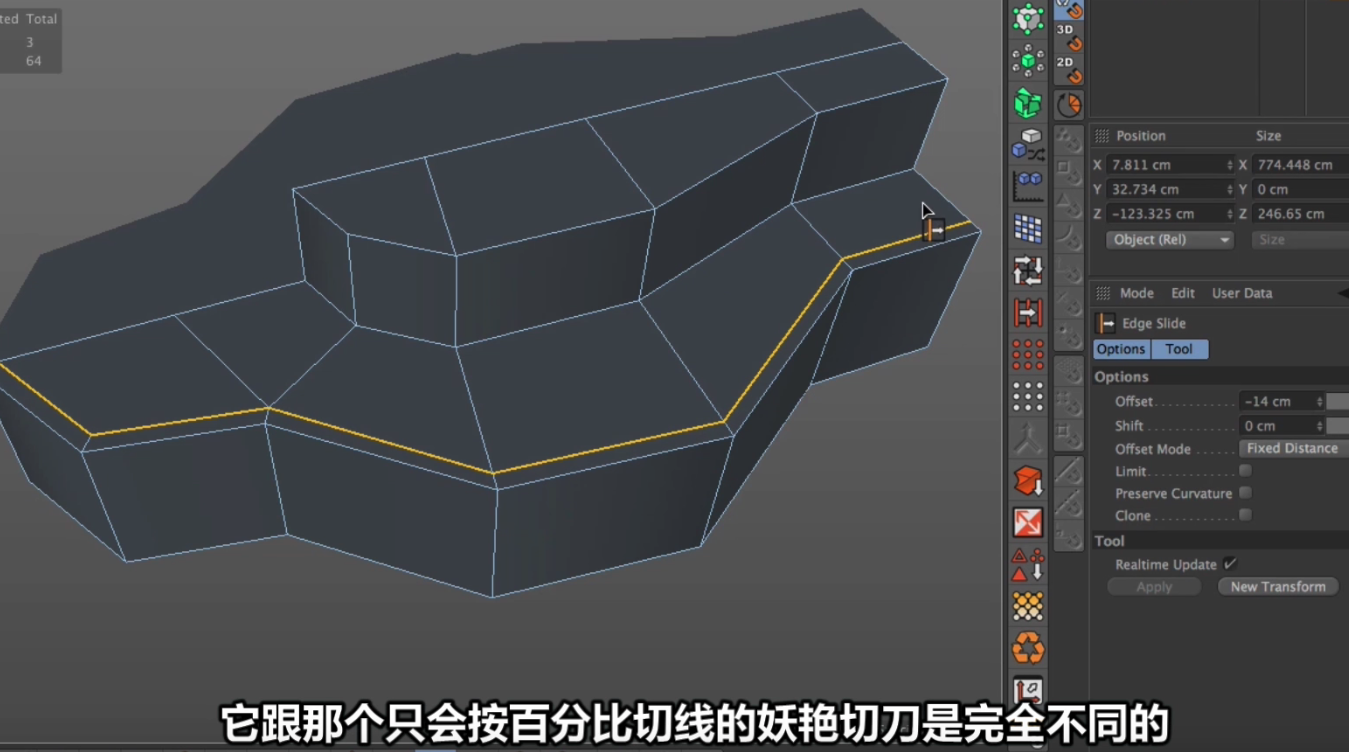 ted Total
3
64
3D
2D
Position Size
X 7.811 cm X 774.448 cm
Y 32.734 cm Y 0 cm
Z -123.325 cm Z 246.65 cm
Object (Rel) Size
Mode Edit User Data
Edge Slide
Options Tool
Options
Offset -14 cm
Shift 0 cm
Offset Mode Fixed Distance
Limit
Preserve Curvature
Clone
Tool
Realtime Update
Apply New Transform
它跟那个只会按百分比切线的妖艳切刀是完全不同的